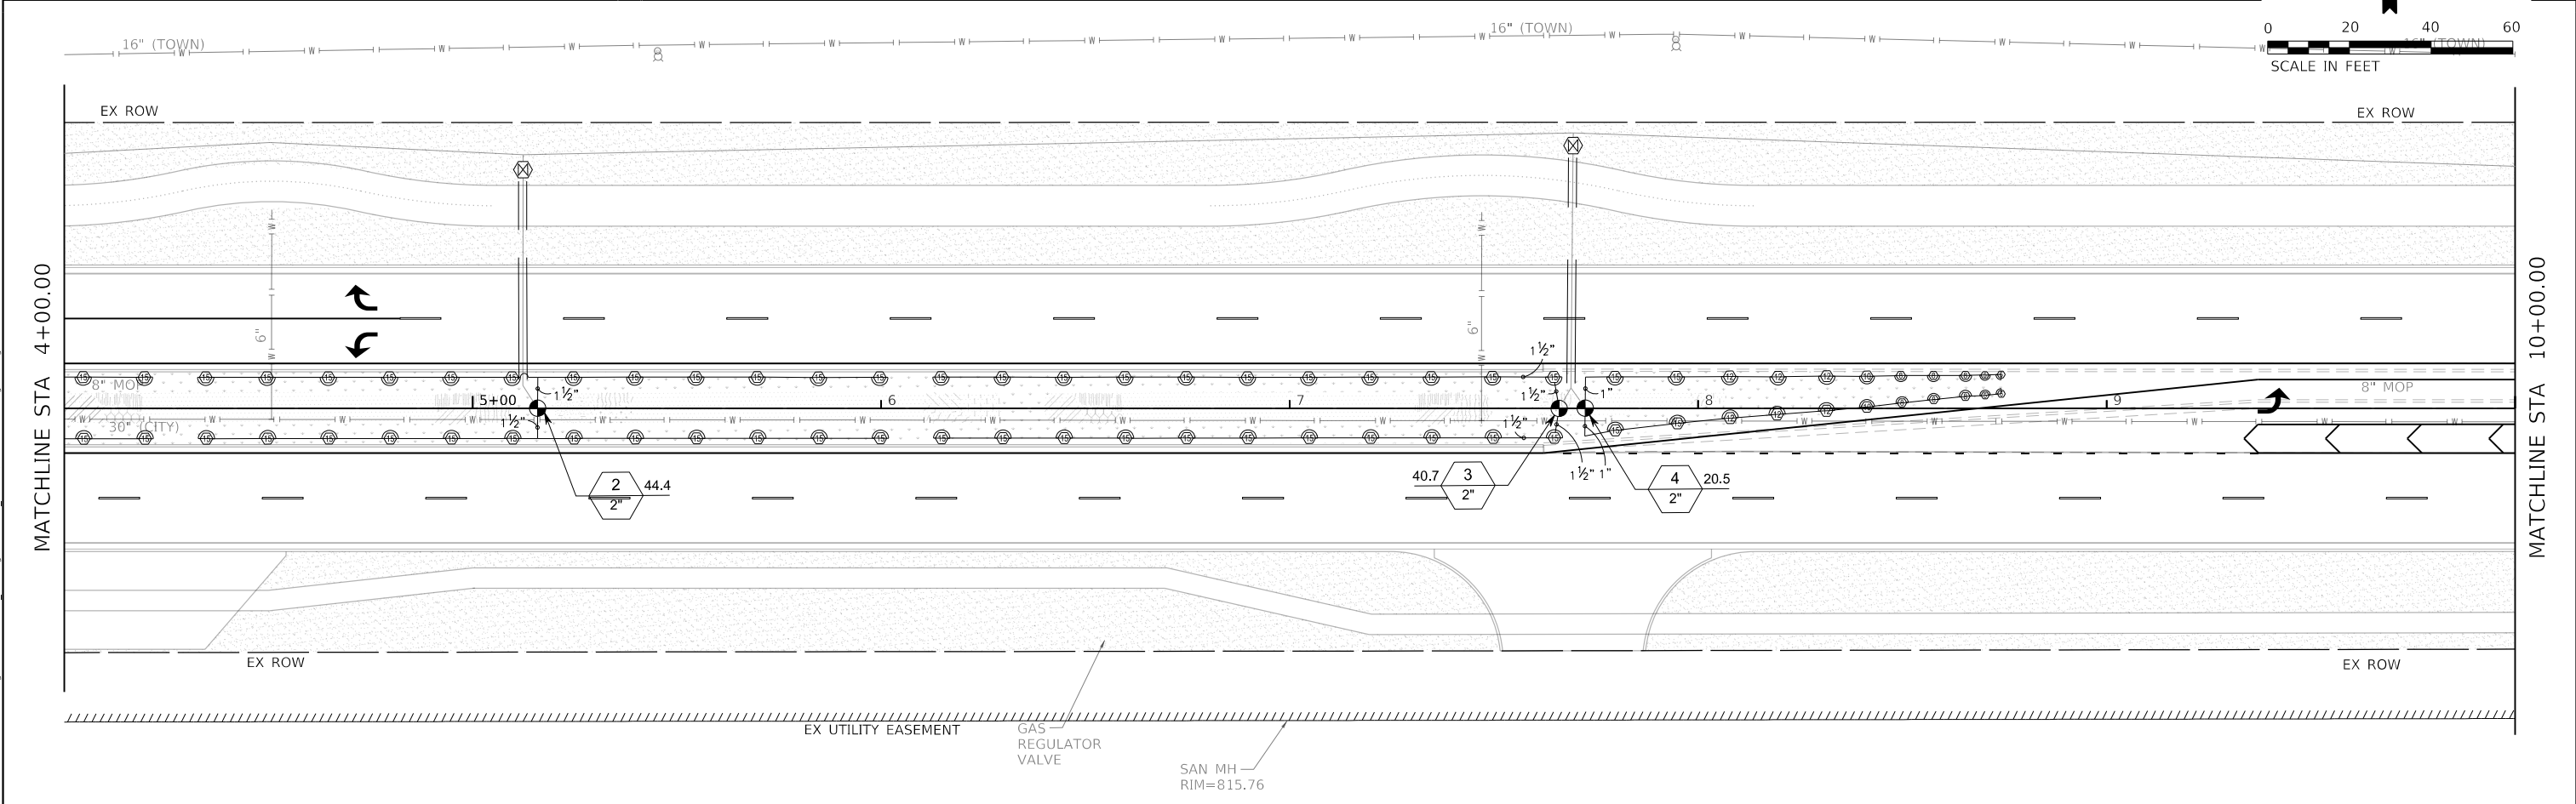 16" (TOWN)
16" (TOWN)
0 20 40 60
16" (TOWN)
SCALE IN FEET
EX ROW
EX ROW
MATCHLINE STA 4+00.00
MATCHLINE STA 10+00.00
6"
6"
8" MOP
30" (CITY)
5+00
6
7
8
9
1½"
1½"
1½"
1½"
1½"
1½"
1"
1"
8" MOP
2
2"
44.4
40.7
3
2"
4
2"
20.5
EX ROW
EX ROW
EX UTILITY EASEMENT
GAS
REGULATOR
VALVE
SAN MH
RIM=815.76